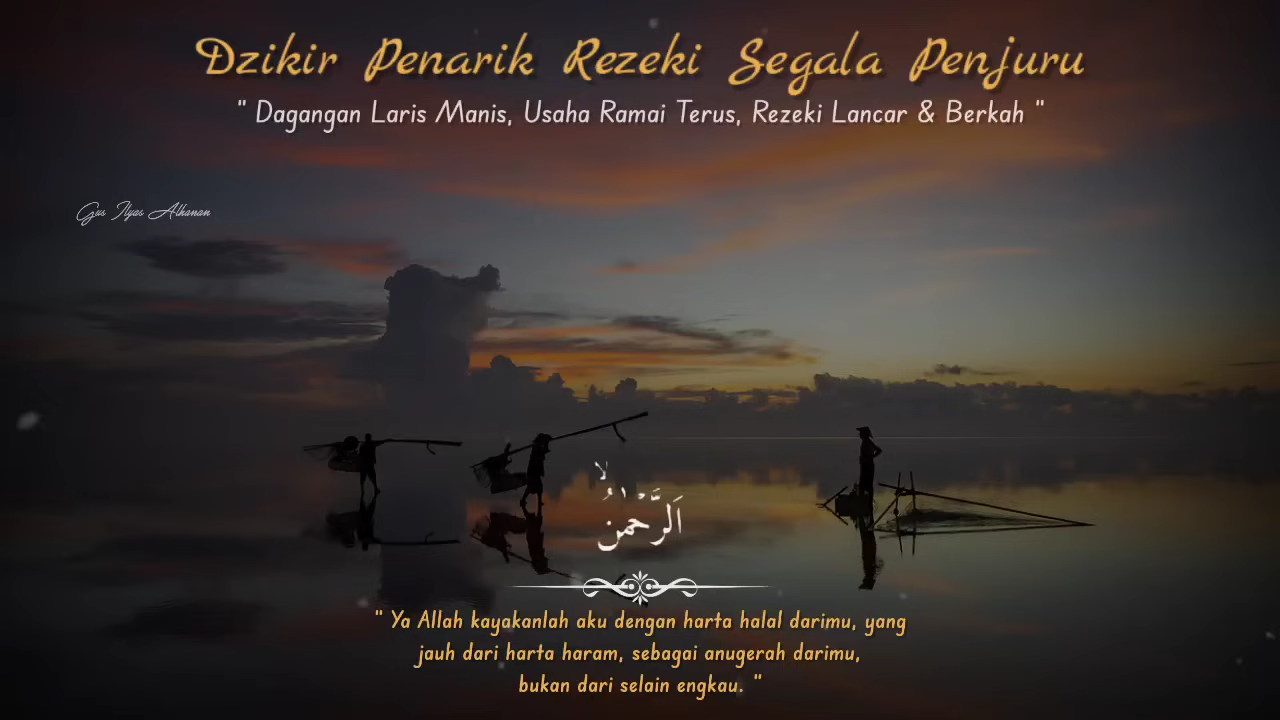 Dzikir Penarik Rezeki Segala Penjuru
" Dagangan Laris Manis, Usaha Ramai Terus, Rezeki Lancar & Berkah "
Gus Ilyas Alhanan
اَلرَّحْمٰنُۙ
" Ya Allah kayakanlah aku dengan harta halal darimu, yang
jauh dari harta haram, sebagai anugerah darimu,
bukan dari selain engkau. "